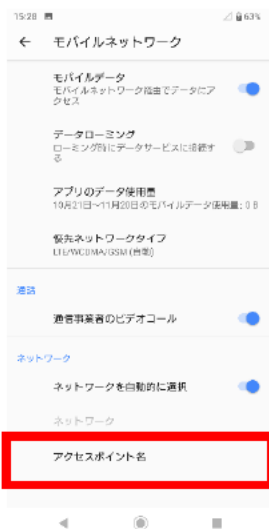 15:28
63%
モバイルネットワーク
モバイルデータ
モバイルネットワーク経由でデータにア
クセス
データローミング
ローミング時にデータサービスに接続す
る
アプリのデータ使用量
10月21日～11月20日のモバイルデータ使用量: 0 B
優先ネットワークタイプ
LTE/WCDMA/GSM (自動)
通話
通信事業者のビデオコール
ネットワーク
ネットワークを自動的に選択
ネットワーク
アクセスポイント名